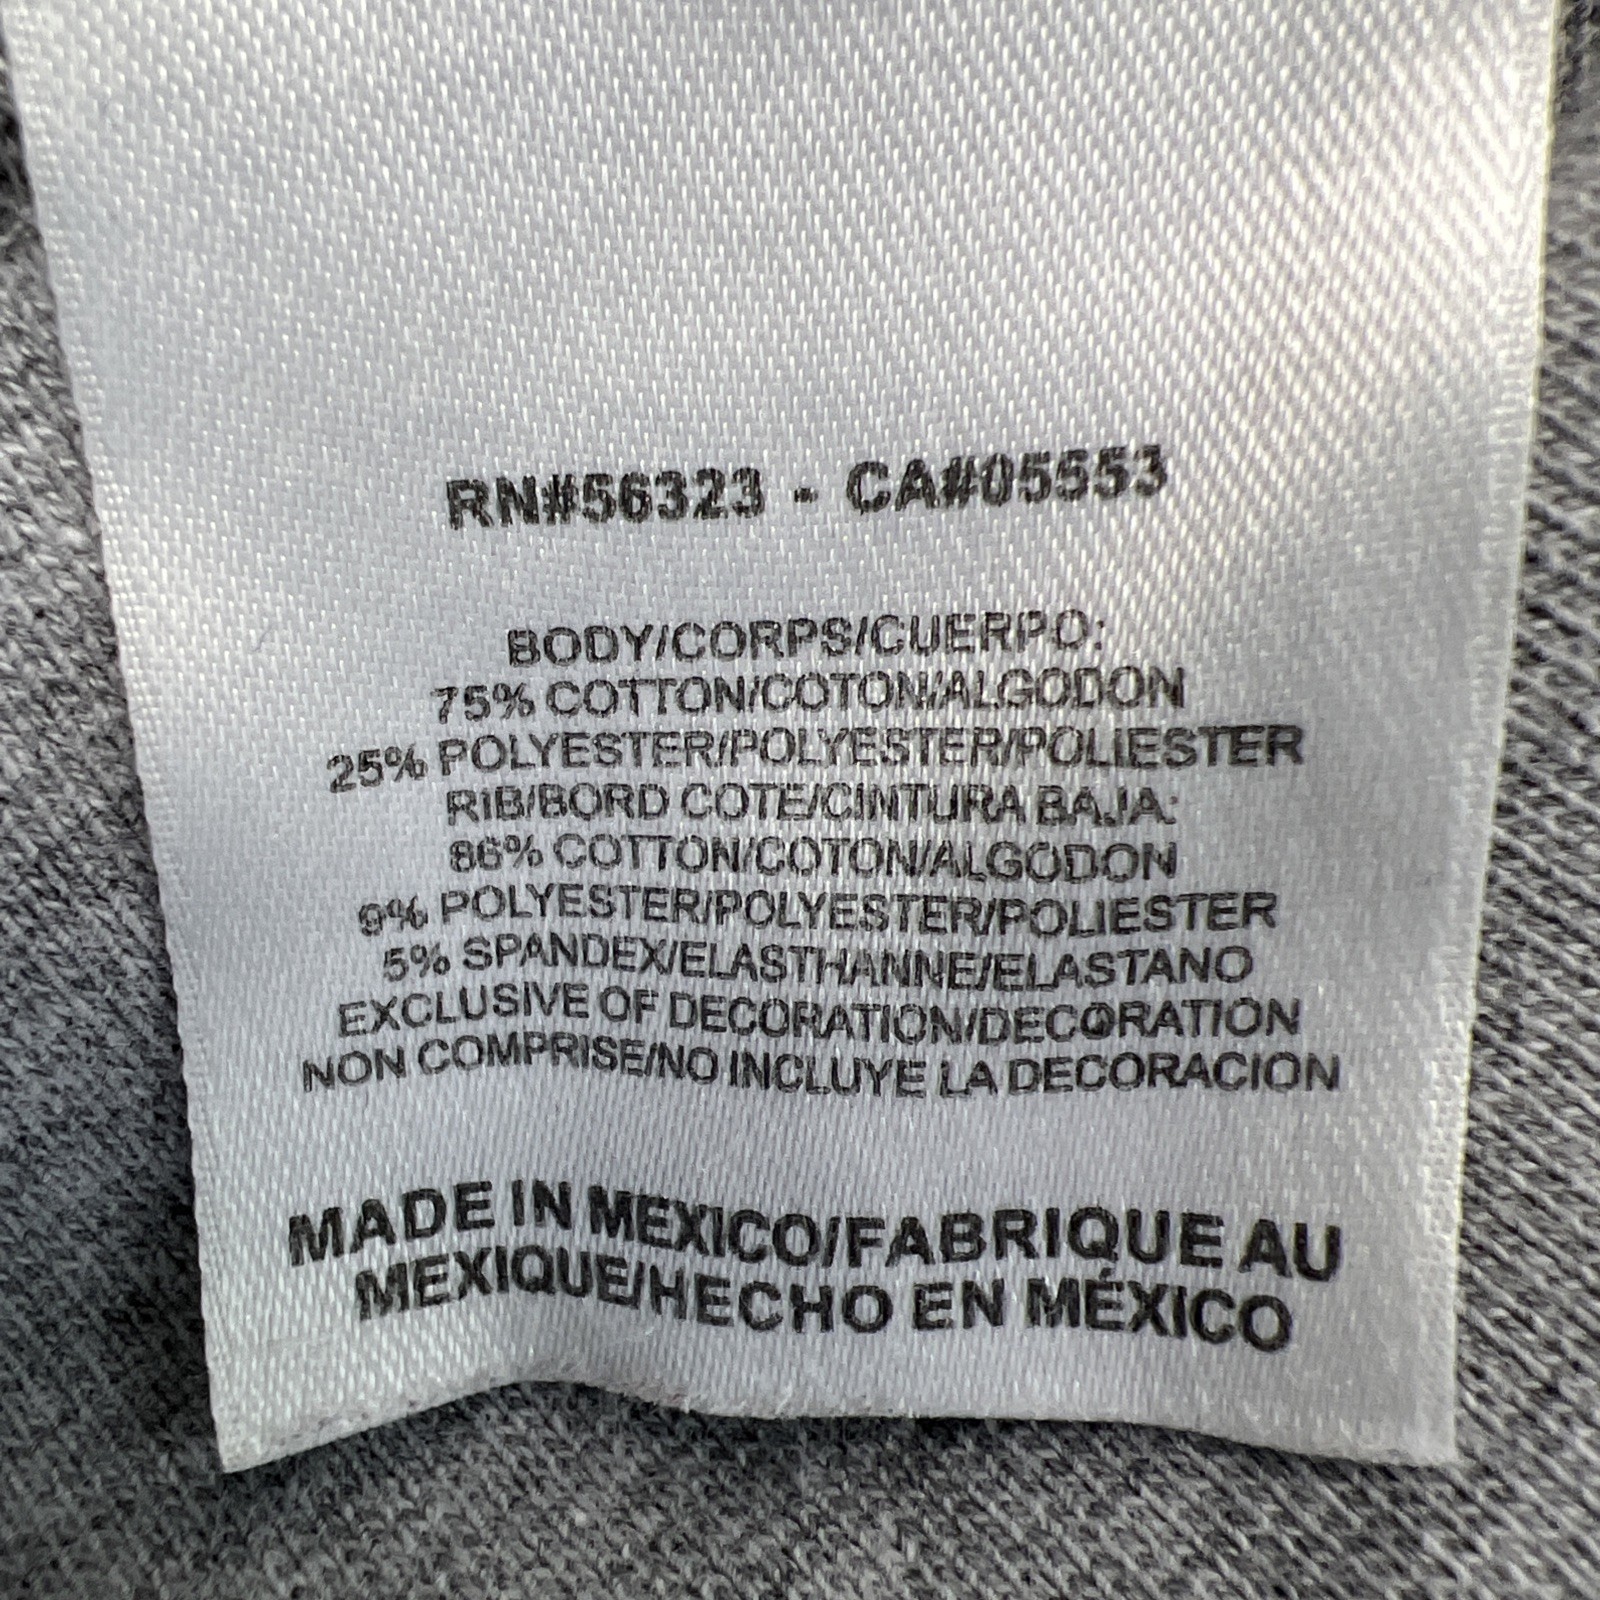 RN#56323 - CA#05553
BODY/CORPS/CUERPO:
75% COTTON/COTON/ALGODON
25% POLYESTER/POLYESTER/POLIESTER
RIB/BORD COTE/CINTURA BAJA:
86% COTTON/COTON/ALGODON
9% POLYESTER/POLYESTER/POLIESTER
5% SPANDEX/ELASTHANNE/ELASTANO
EXCLUSIVE OF DECORATION/DECORATION
NON COMPRISE/NO INCLUYE LA DECORACION
MADE IN MEXICO/FABRIQUE AU
MEXIQUE/HECHO EN MÉXICO